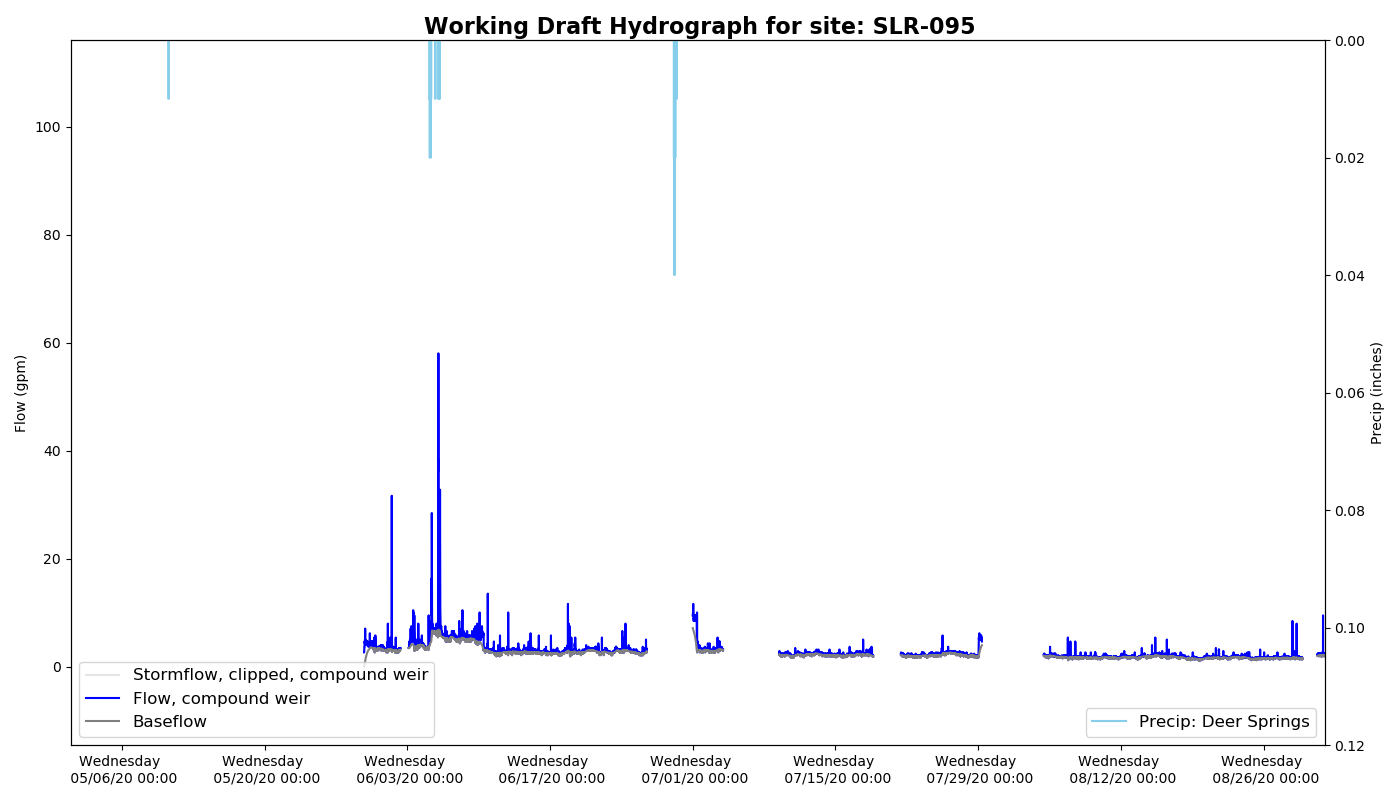 Working Draft Hydrograph for site: SLR-095
Flow (gpm)
100
80
60
40
20
0
0.00
0.02
0.04
0.06
0.08
0.10
0.12
Precip (inches)
Stormflow, clipped, compound weir
Flow, compound weir
Baseflow
Precip: Deer Springs
Wednesday
05/06/20 00:00
Wednesday
05/20/20 00:00
Wednesday
06/03/20 00:00
Wednesday
06/17/20 00:00
Wednesday
07/01/20 00:00
Wednesday
07/15/20 00:00
Wednesday
07/29/20 00:00
Wednesday
08/12/20 00:00
Wednesday
08/26/20 00:00